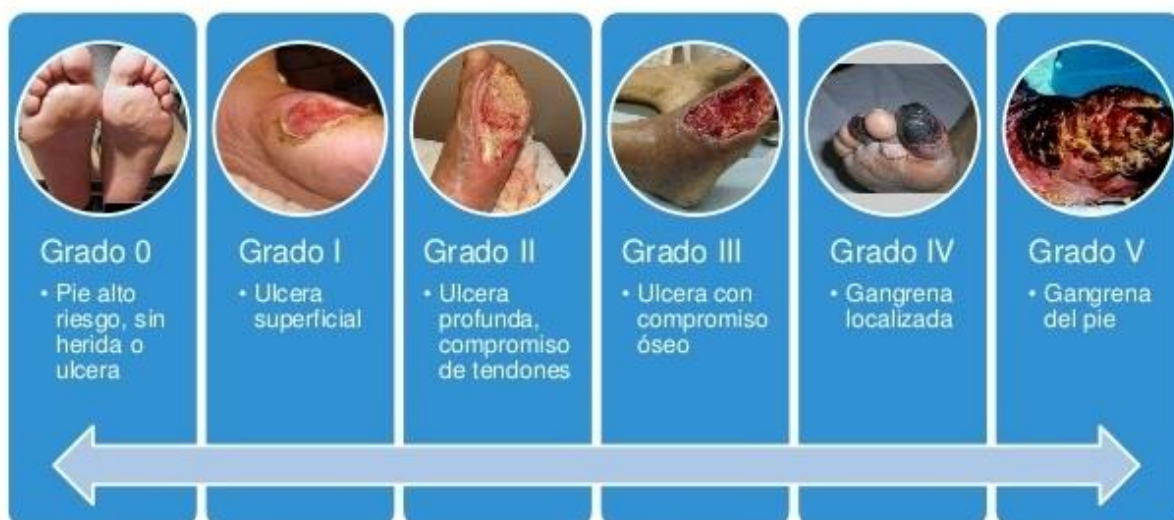 Grado 0
• Pie alto
riesgo, sin
herida o
ulcera
Grado I
• Ulcera
superficial
Grado II
• Ulcera
profunda,
compromiso
de tendones
Grado III
• Ulcera con
compromiso
óseo
Grado IV
• Gangrena
localizada
Grado V
• Gangrena
del pie